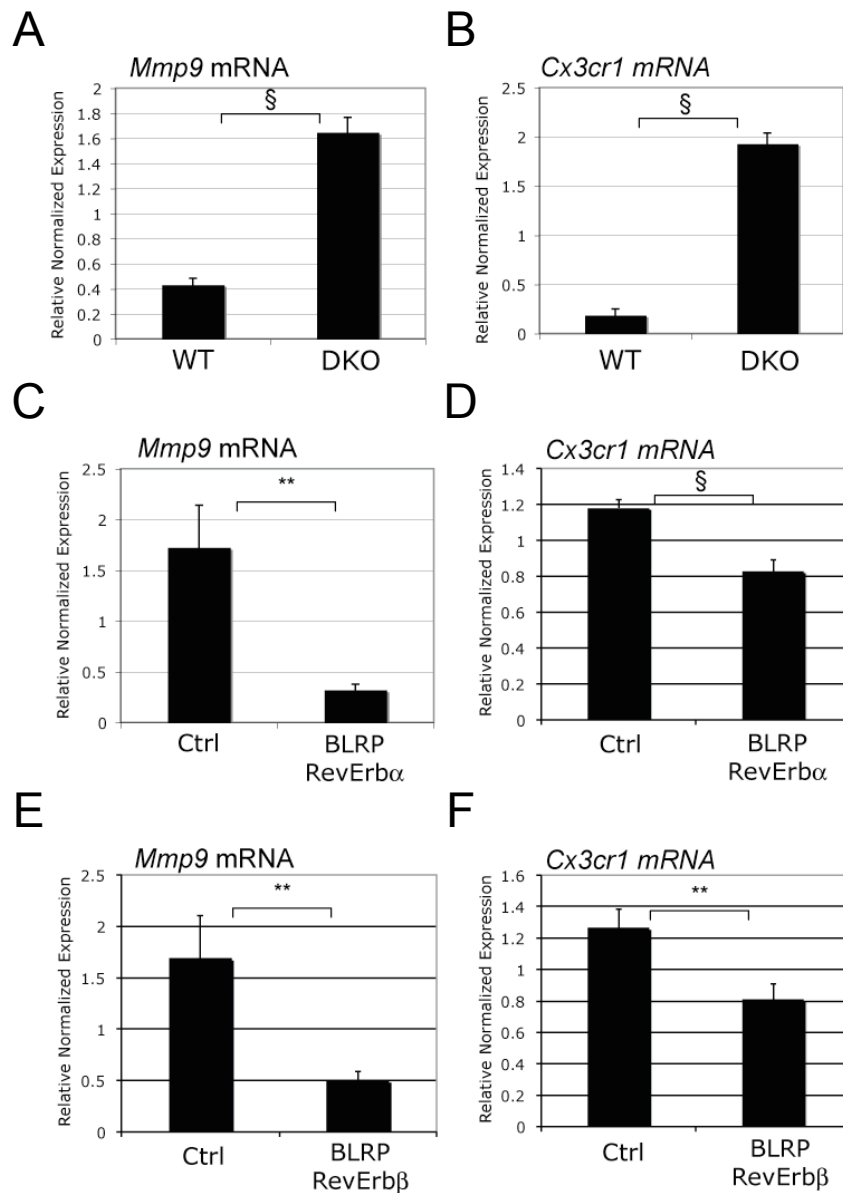 A
Mmp9 mRNA
§
Relative Normalized Expression
2
1.8
1.6
1.4
1.2
1
0.8
0.6
0.4
0.2
0
WT
DKO
B
Cx3cr1 mRNA
§
Relative Normalized Expression
2.5
2
1.5
1
0.5
0
WT
DKO
C
Mmp9 mRNA
**
Relative Normalized Expression
2.5
2
1.5
1
0.5
0
Ctrl
BLRP
RevErbα
D
Cx3cr1 mRNA
§
Relative Normalized Expression
1.4
1.2
1
0.8
0.6
0.4
0.2
0
Ctrl
BLRP
RevErbα
E
Mmp9 mRNA
**
Relative Normalized Expression
2.5
2
1.5
1
0.5
0
Ctrl
BLRP
RevErbβ
F
Cx3cr1 mRNA
**
Relative Normalized Expression
1.6
1.4
1.2
1
0.8
0.6
0.4
0.2
0
Ctrl
BLRP
RevErbβ